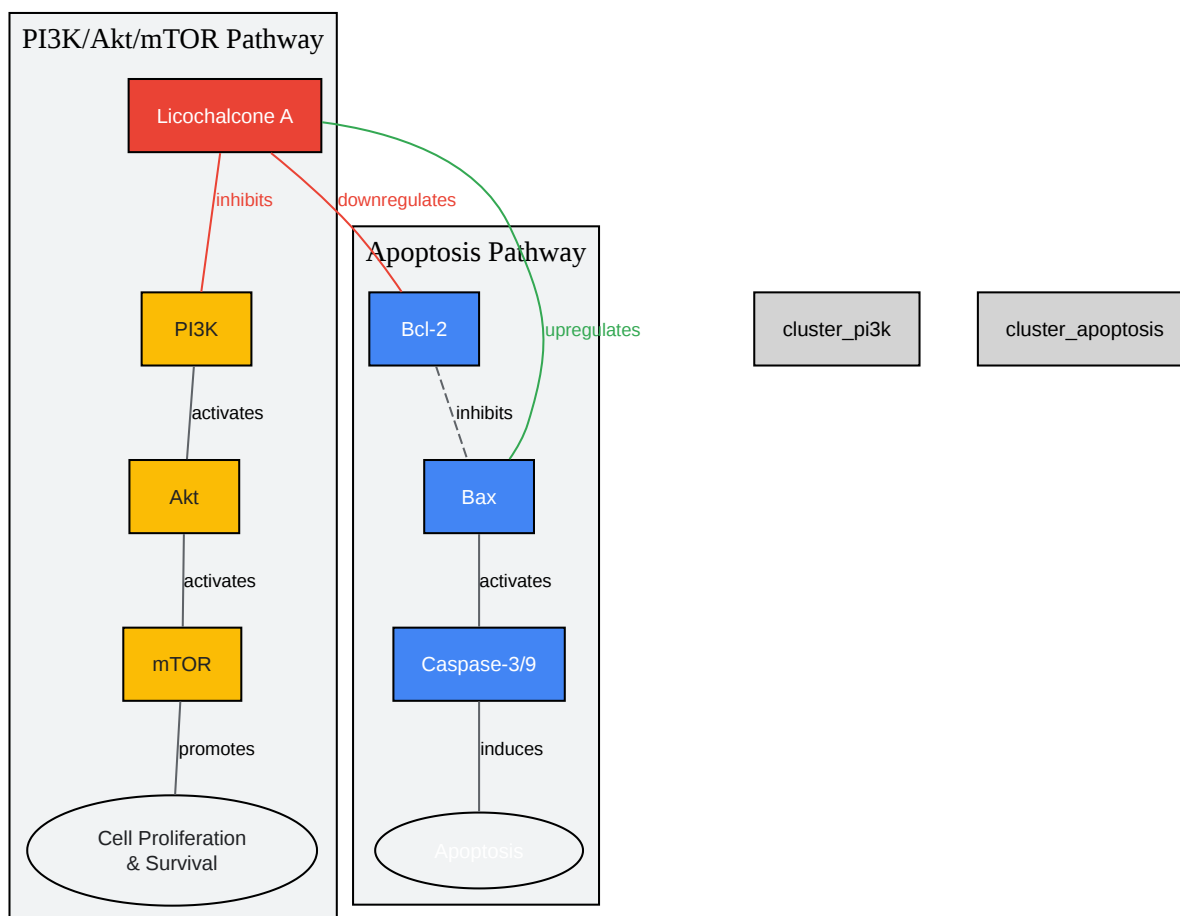 PI3K/Akt/mTOR Pathway
Licochalcone A
inhibits
downregulates
Apoptosis Pathway
PI3K
Bcl-2
upregulates
cluster_pi3k
cluster_apoptosis
activates
inhibits
Akt
Bax
activates
activates
mTOR
Caspase-3/9
promotes
induces
Cell Proliferation
& Survival
Apoptosis